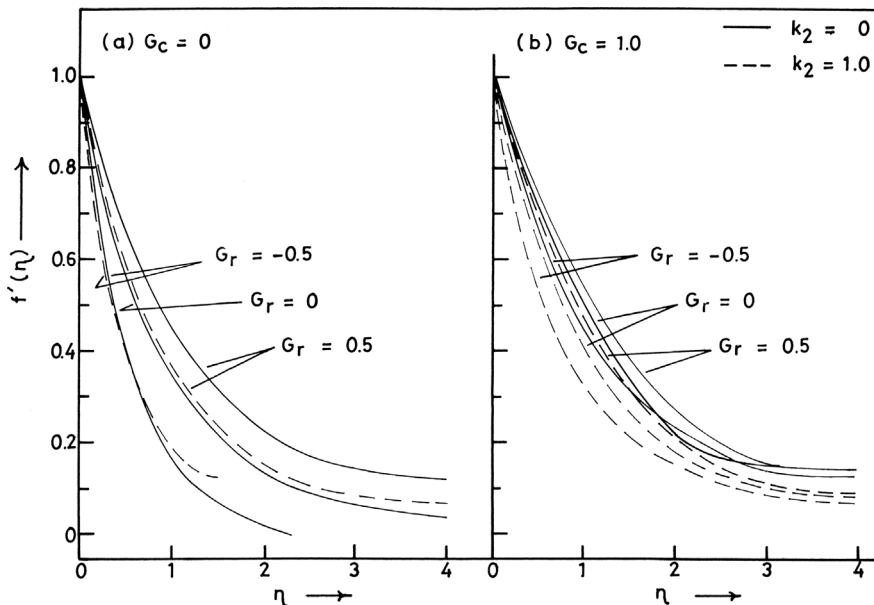 (a) Gc = 0
(b) Gc = 1.0
k2 = 0
k2 = 1.0
f′(η)
1.0
0.8
0.6
0.4
0.2
0
Gr = −0.5
Gr = 0
Gr = 0.5
Gr = −0.5
Gr = 0
Gr = 0.5
0 1 2 3 4
0 1 2 3 4
η
η